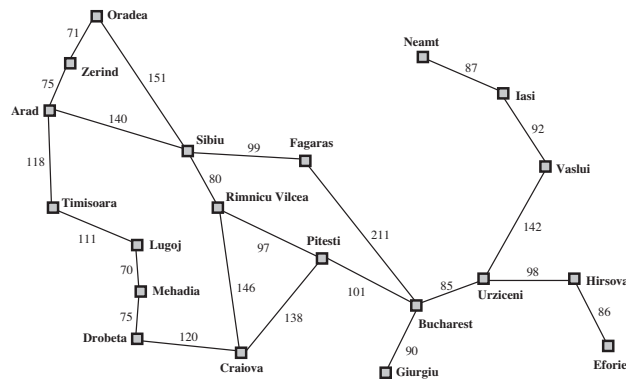 Oradea
71
Neamt
Zerind
87
75
151
Iasi
Arad
140
92
Sibiu
Fagaras
99
118
Vaslui
80
Timisoara
Rimnicu Vilcea
142
111
Lugoj
97
Pitesti
211
70
98
Hirsova
Mehadia
146
101
85
Urziceni
75
138
86
Bucharest
Drobeta
120
90
Eforie
Craiova
Giurgiu